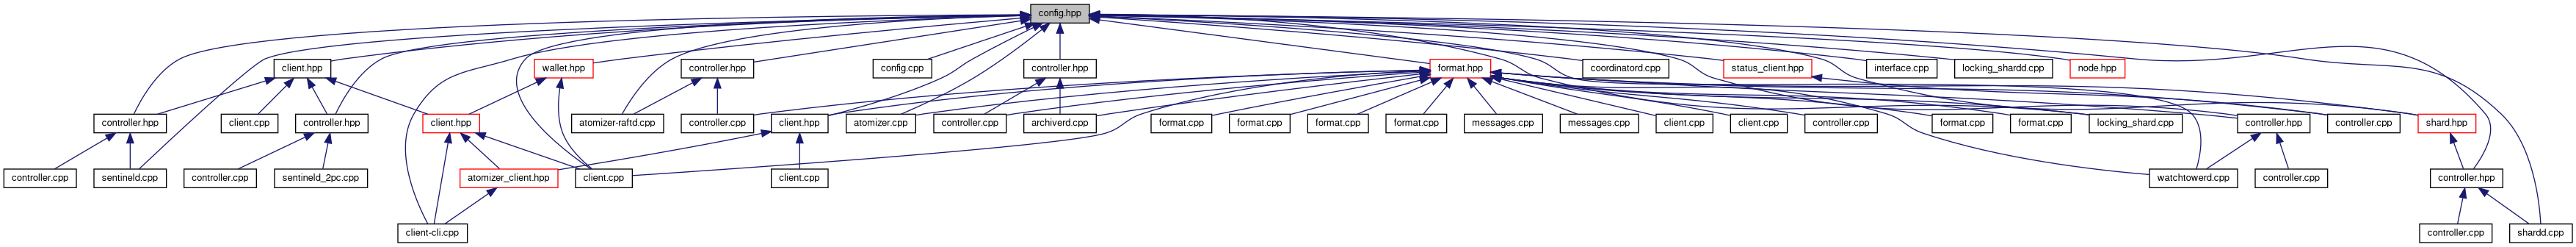 config.hpp
client.hpp
wallet.hpp
controller.hpp
config.cpp
controller.hpp
format.hpp
coordinatord.cpp
status_client.hpp
interface.cpp
locking_shardd.cpp
node.hpp
controller.hpp
client.cpp
controller.hpp
client.hpp
atomizer-raftd.cpp
controller.cpp
client.hpp
atomizer.cpp
controller.cpp
archiverd.cpp
format.cpp
format.cpp
format.cpp
format.cpp
messages.cpp
messages.cpp
client.cpp
client.cpp
controller.cpp
format.cpp
format.cpp
locking_shard.cpp
controller.hpp
controller.cpp
shard.hpp
controller.cpp
sentineld.cpp
controller.cpp
sentineld_2pc.cpp
atomizer_client.hpp
client.cpp
client.cpp
watchtowerd.cpp
controller.cpp
controller.hpp
client-cli.cpp
controller.cpp
shardd.cpp